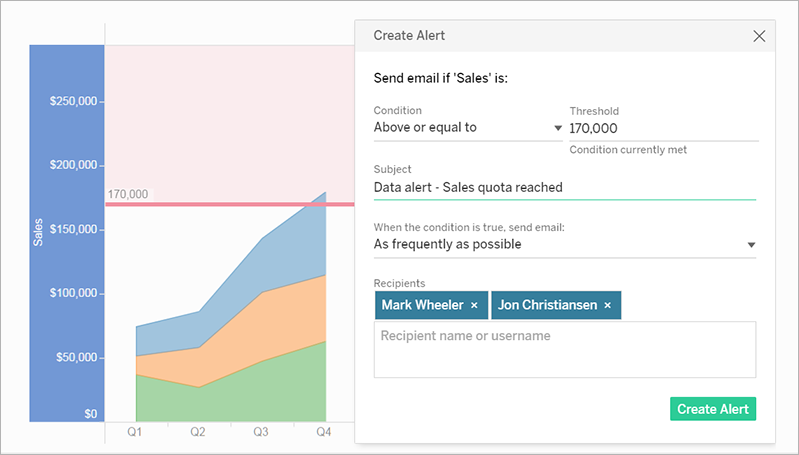 Create Alert
Send email if 'Sales' is:
Condition
Above or equal to
Threshold
170,000
Condition currently met
Subject
Data alert - Sales quota reached
When the condition is true, send email:
As frequently as possible
Recipients
Mark Wheeler ×
Jon Christiansen ×
Recipient name or username
Create Alert
Sales
$250,000
$200,000
170,000
$150,000
$100,000
$50,000
$0
Q1 Q2 Q3 Q4